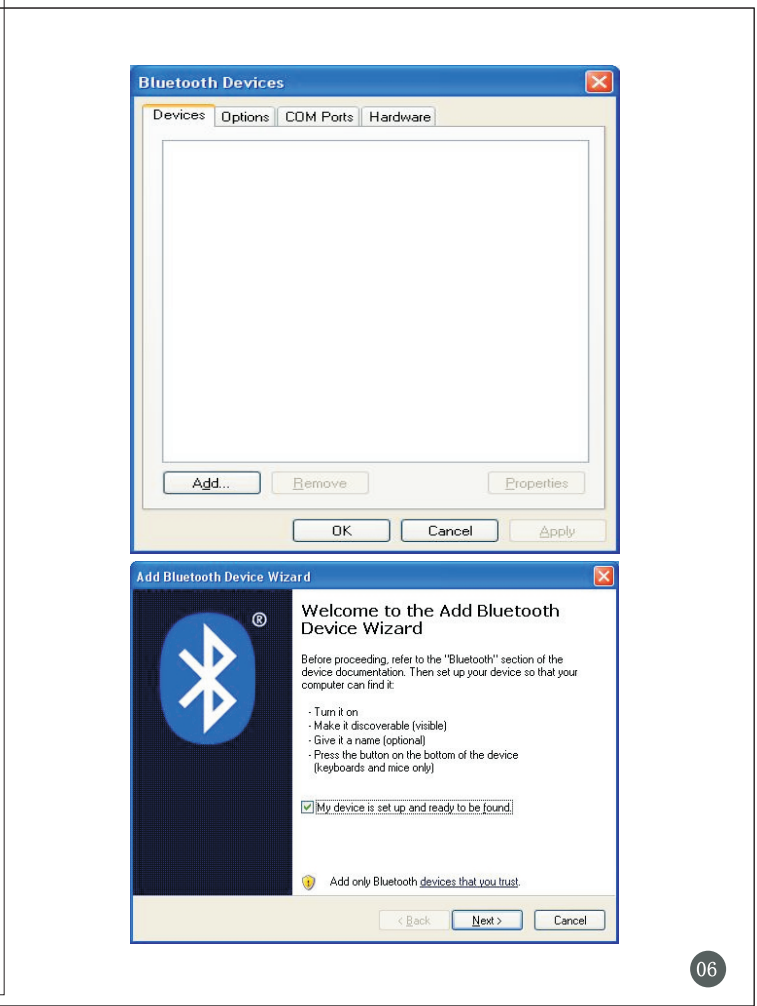 Bluetooth Devices
Devices Options COM Ports Hardware
Add... Remove Properties
OK Cancel Apply
Add Bluetooth Device Wizard
®
Welcome to the Add Bluetooth
Device Wizard
Before proceeding, refer to the "Bluetooth" section of the
device documentation. Then set up your device so that your
computer can find it:
- Turn it on
- Make it discoverable (visible)
- Give it a name (optional)
- Press the button on the bottom of the device
(keyboards and mice only)
My device is set up and ready to be found.
Add only Bluetooth devices that you trust.
< Back Next > Cancel
06